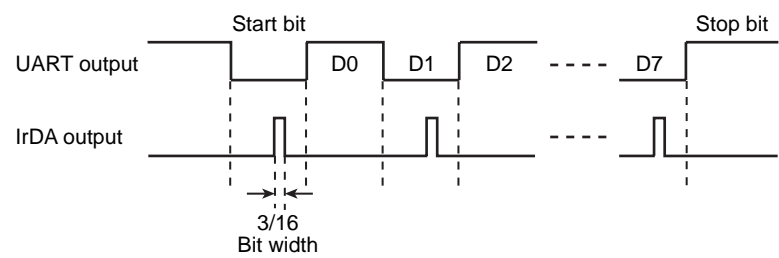 Start bit
Stop bit
UART output
D0
D1
D2
D7
IrDA output
3/16
Bit width